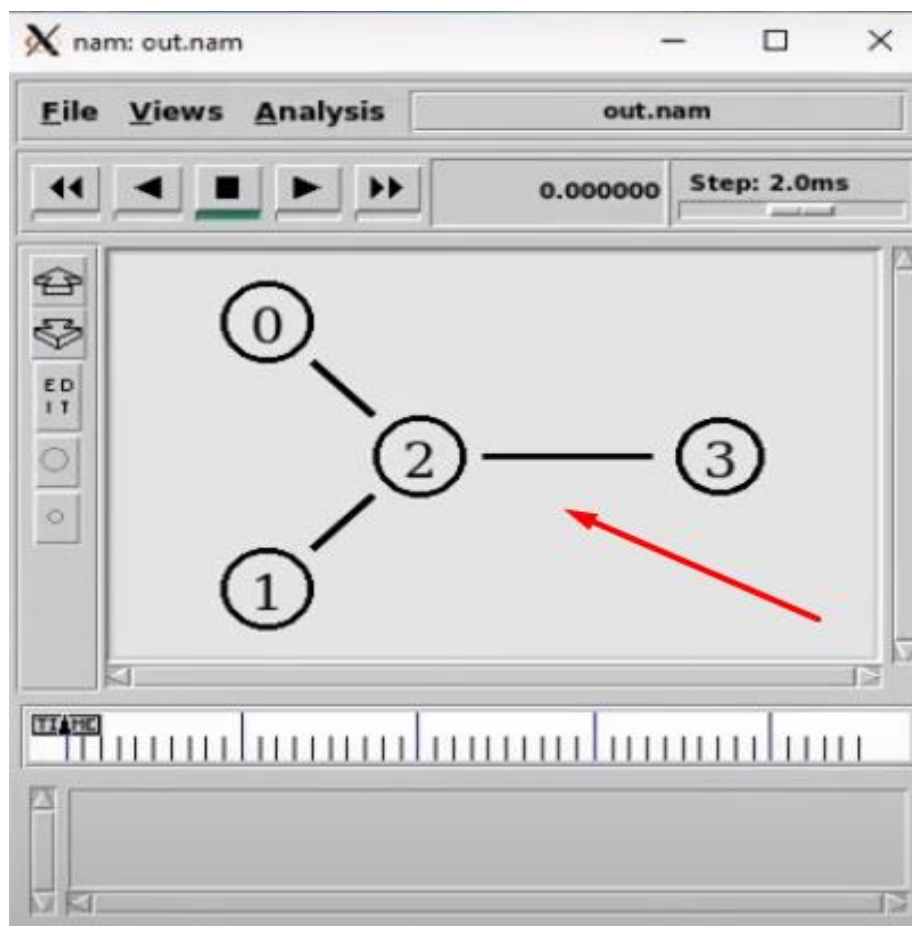 nam: out.nam
File Views Analysis out.nam
0.000000 Step: 2.0ms
0
ED
IT
2 3
1
TIME